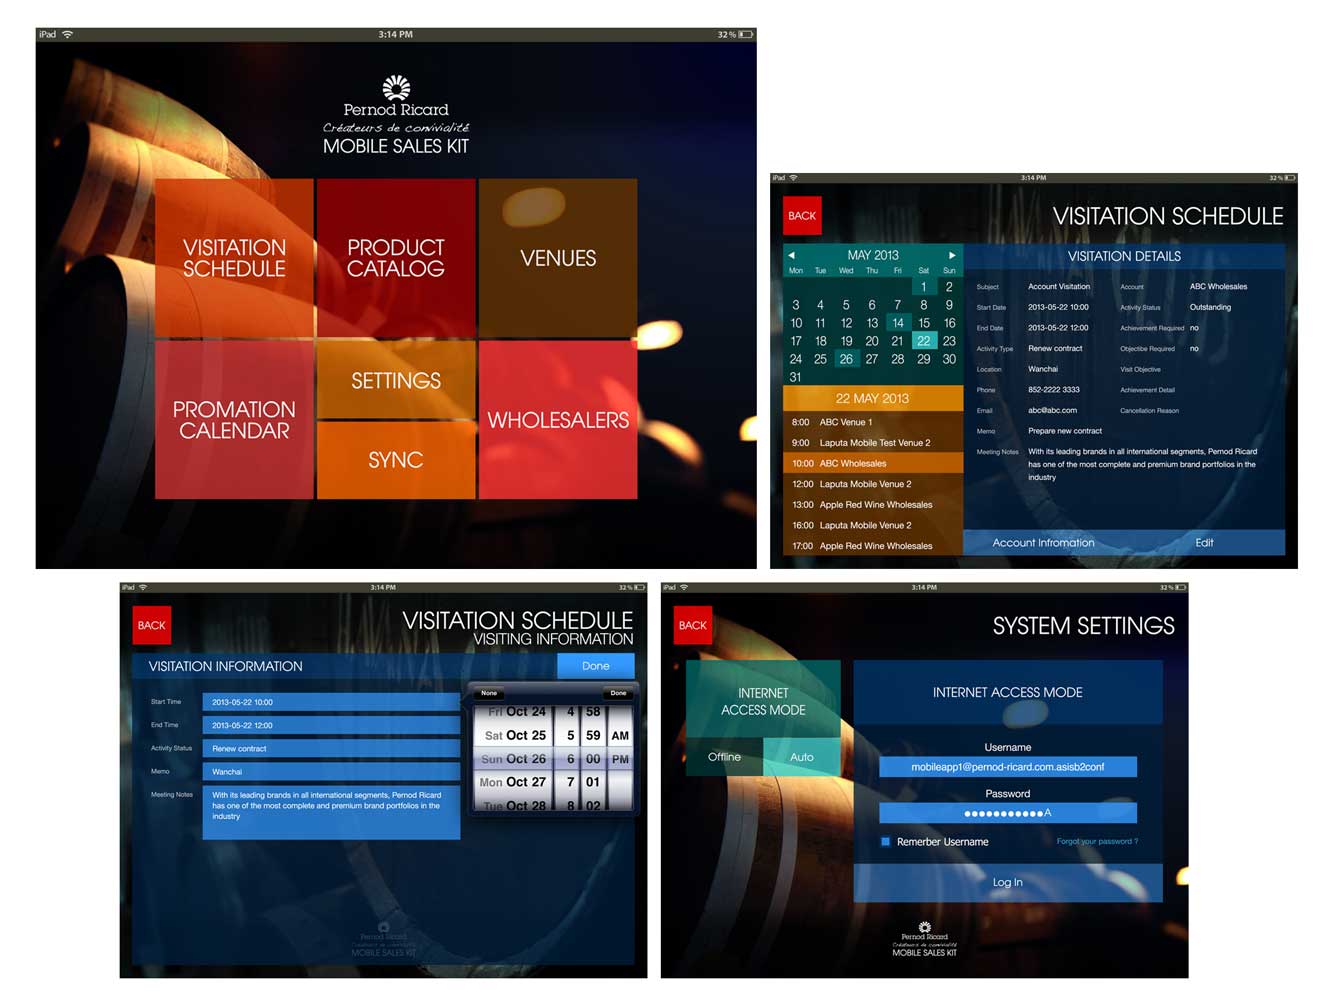 iPad 3:14 PM 32%
Pernod Ricard
Créateurs de convivialité
MOBILE SALES KIT
VISITATION
SCHEDULE
PRODUCT
CATALOG
VENUES
PROMATION
CALENDAR
SETTINGS
SYNC
WHOLESALERS
iPad 3:14 PM 32%
BACK
VISITATION SCHEDULE
MAY 2013
Mon Tue Wed Thu Fri Sat Sun
1 2
3 4 5 6 7 8 9
10 11 12 13 14 15 16
17 18 19 20 21 22 23
24 25 26 27 28 29 30
31
22 MAY 2013
8:00 ABC Venue 1
9:00 Laputa Mobile Test Venue 2
10:00 ABC Wholesales
12:00 Laputa Mobile Venue 2
13:00 Apple Red Wine Wholesales
16:00 Laputa Mobile Venue 2
17:00 Apple Red Wine Wholesales
VISITATION DETAILS
Subject Account Visitation Account ABC Wholesales
Start Date 2013-05-22 10:00 Activity Status Outstanding
End Date 2013-05-22 12:00 Achievement Required no
Activity Type Renew contract Objectibe Required no
Location Wanchai Visit Objective
Phone 852-2222 3333 Achievement Detail
Email abc@abc.com Cancellation Reason
Memo Prepare new contract
Meeting Notes With its leading brands in all international segments, Pernod Ricard
has one of the most complete and premium brand portfolios in the
industry
Account Infromation Edit
iPad 3:14 PM 32%
BACK
VISITATION SCHEDULE
VISITING INFORMATION
VISITATION INFORMATION Done
Start Time 2013-05-22 10:00
End Time 2013-05-22 12:00
Activity Status Renew contract
Memo Wanchai
Meeting Notes With its leading brands in all international segments, Pernod Ricard
has one of the most complete and premium brand portfolios in the
industry
None Done
Fri Oct 24 4 58
Sat Oct 25 5 59 AM
Sun Oct 26 6 00 PM
Mon Oct 27 7 01
Tue Oct 28 8 02
Pernod Ricard
Créateurs de convivialité
MOBILE SALES KIT
iPad 3:14 PM 32%
BACK
SYSTEM SETTINGS
INTERNET
ACCESS MODE
Offline Auto
INTERNET ACCESS MODE
Username
mobileapp1@pernod-ricard.com.asisb2conf
Password
●●●●●●●●●●●A
Remerber Username Forgot your password ?
Log In
Pernod Ricard
Créateurs de convivialité
MOBILE SALES KIT